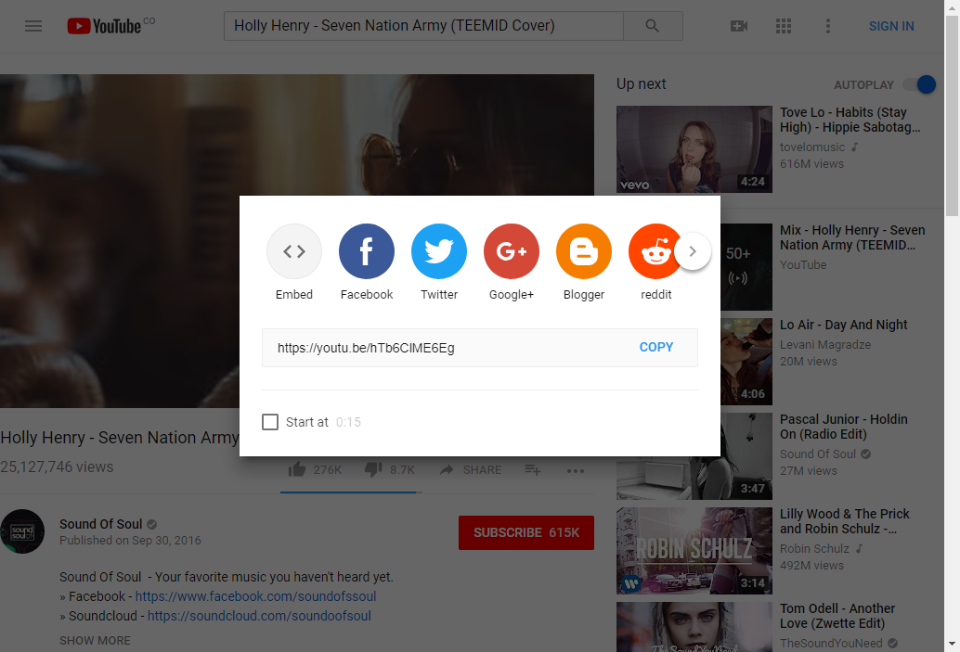 YouTube CO
Holly Henry - Seven Nation Army (TEEMID Cover)
SIGN IN
Up next
AUTOPLAY
Tove Lo - Habits (Stay
High) - Hippie Sabotag...
tovelomusic
616M views
vevo
4:24
Embed
Facebook
Twitter
G+
Google+
Blogger
reddit
https://youtu.be/hTb6CIME6Eg
COPY
Start at 0:15
50+
Mix - Holly Henry - Seven
Nation Army (TEEMID...
YouTube
Lo Air - Day And Night
Levani Magradze
20M views
4:06
Pascal Junior - Holdin
On (Radio Edit)
Sound Of Soul
27M views
3:47
Lilly Wood & The Prick
and Robin Schulz -...
Robin Schulz
492M views
ROBIN SCHULZ
3:14
Tom Odell - Another
Love (Zwette Edit)
TheSoundYouNeed
The Sound You Need
Holly Henry - Seven Nation Army
25,127,746 views
276K
8.7K
SHARE
sound
soul
Sound Of Soul
Published on Sep 30, 2016
SUBSCRIBE 615K
Sound Of Soul - Your favorite music you haven't heard yet.
» Facebook - https://www.facebook.com/soundofssoul
» Soundcloud - https://soundcloud.com/soundoofsoul
SHOW MORE